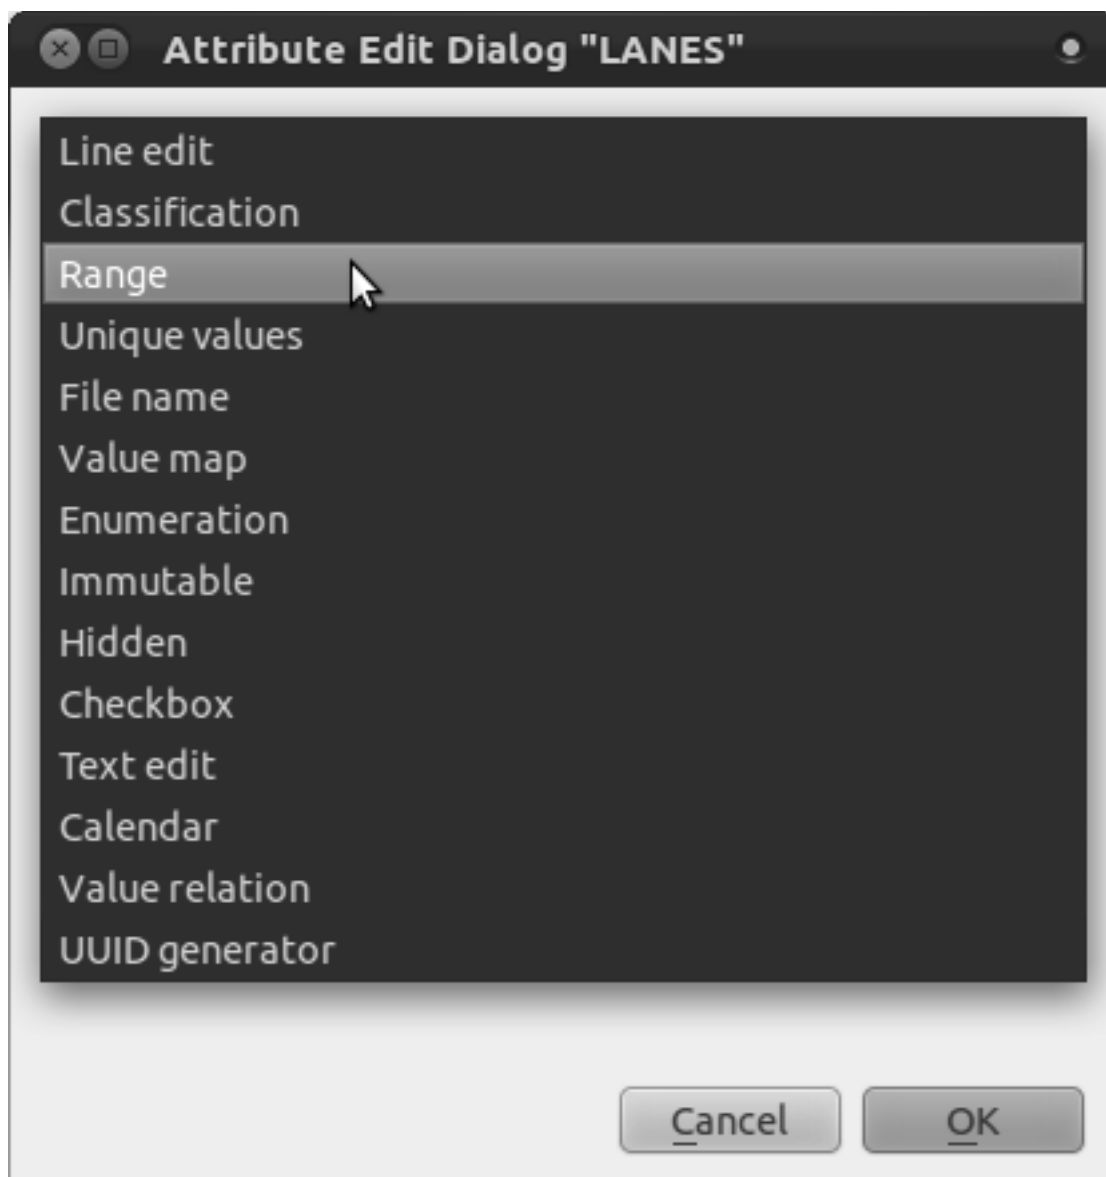 Attribute Edit Dialog "LANES"
Line edit
Classification
Range
Unique values
File name
Value map
Enumeration
Immutable
Hidden
Checkbox
Text edit
Calendar
Value relation
UUID generator
Cancel
OK